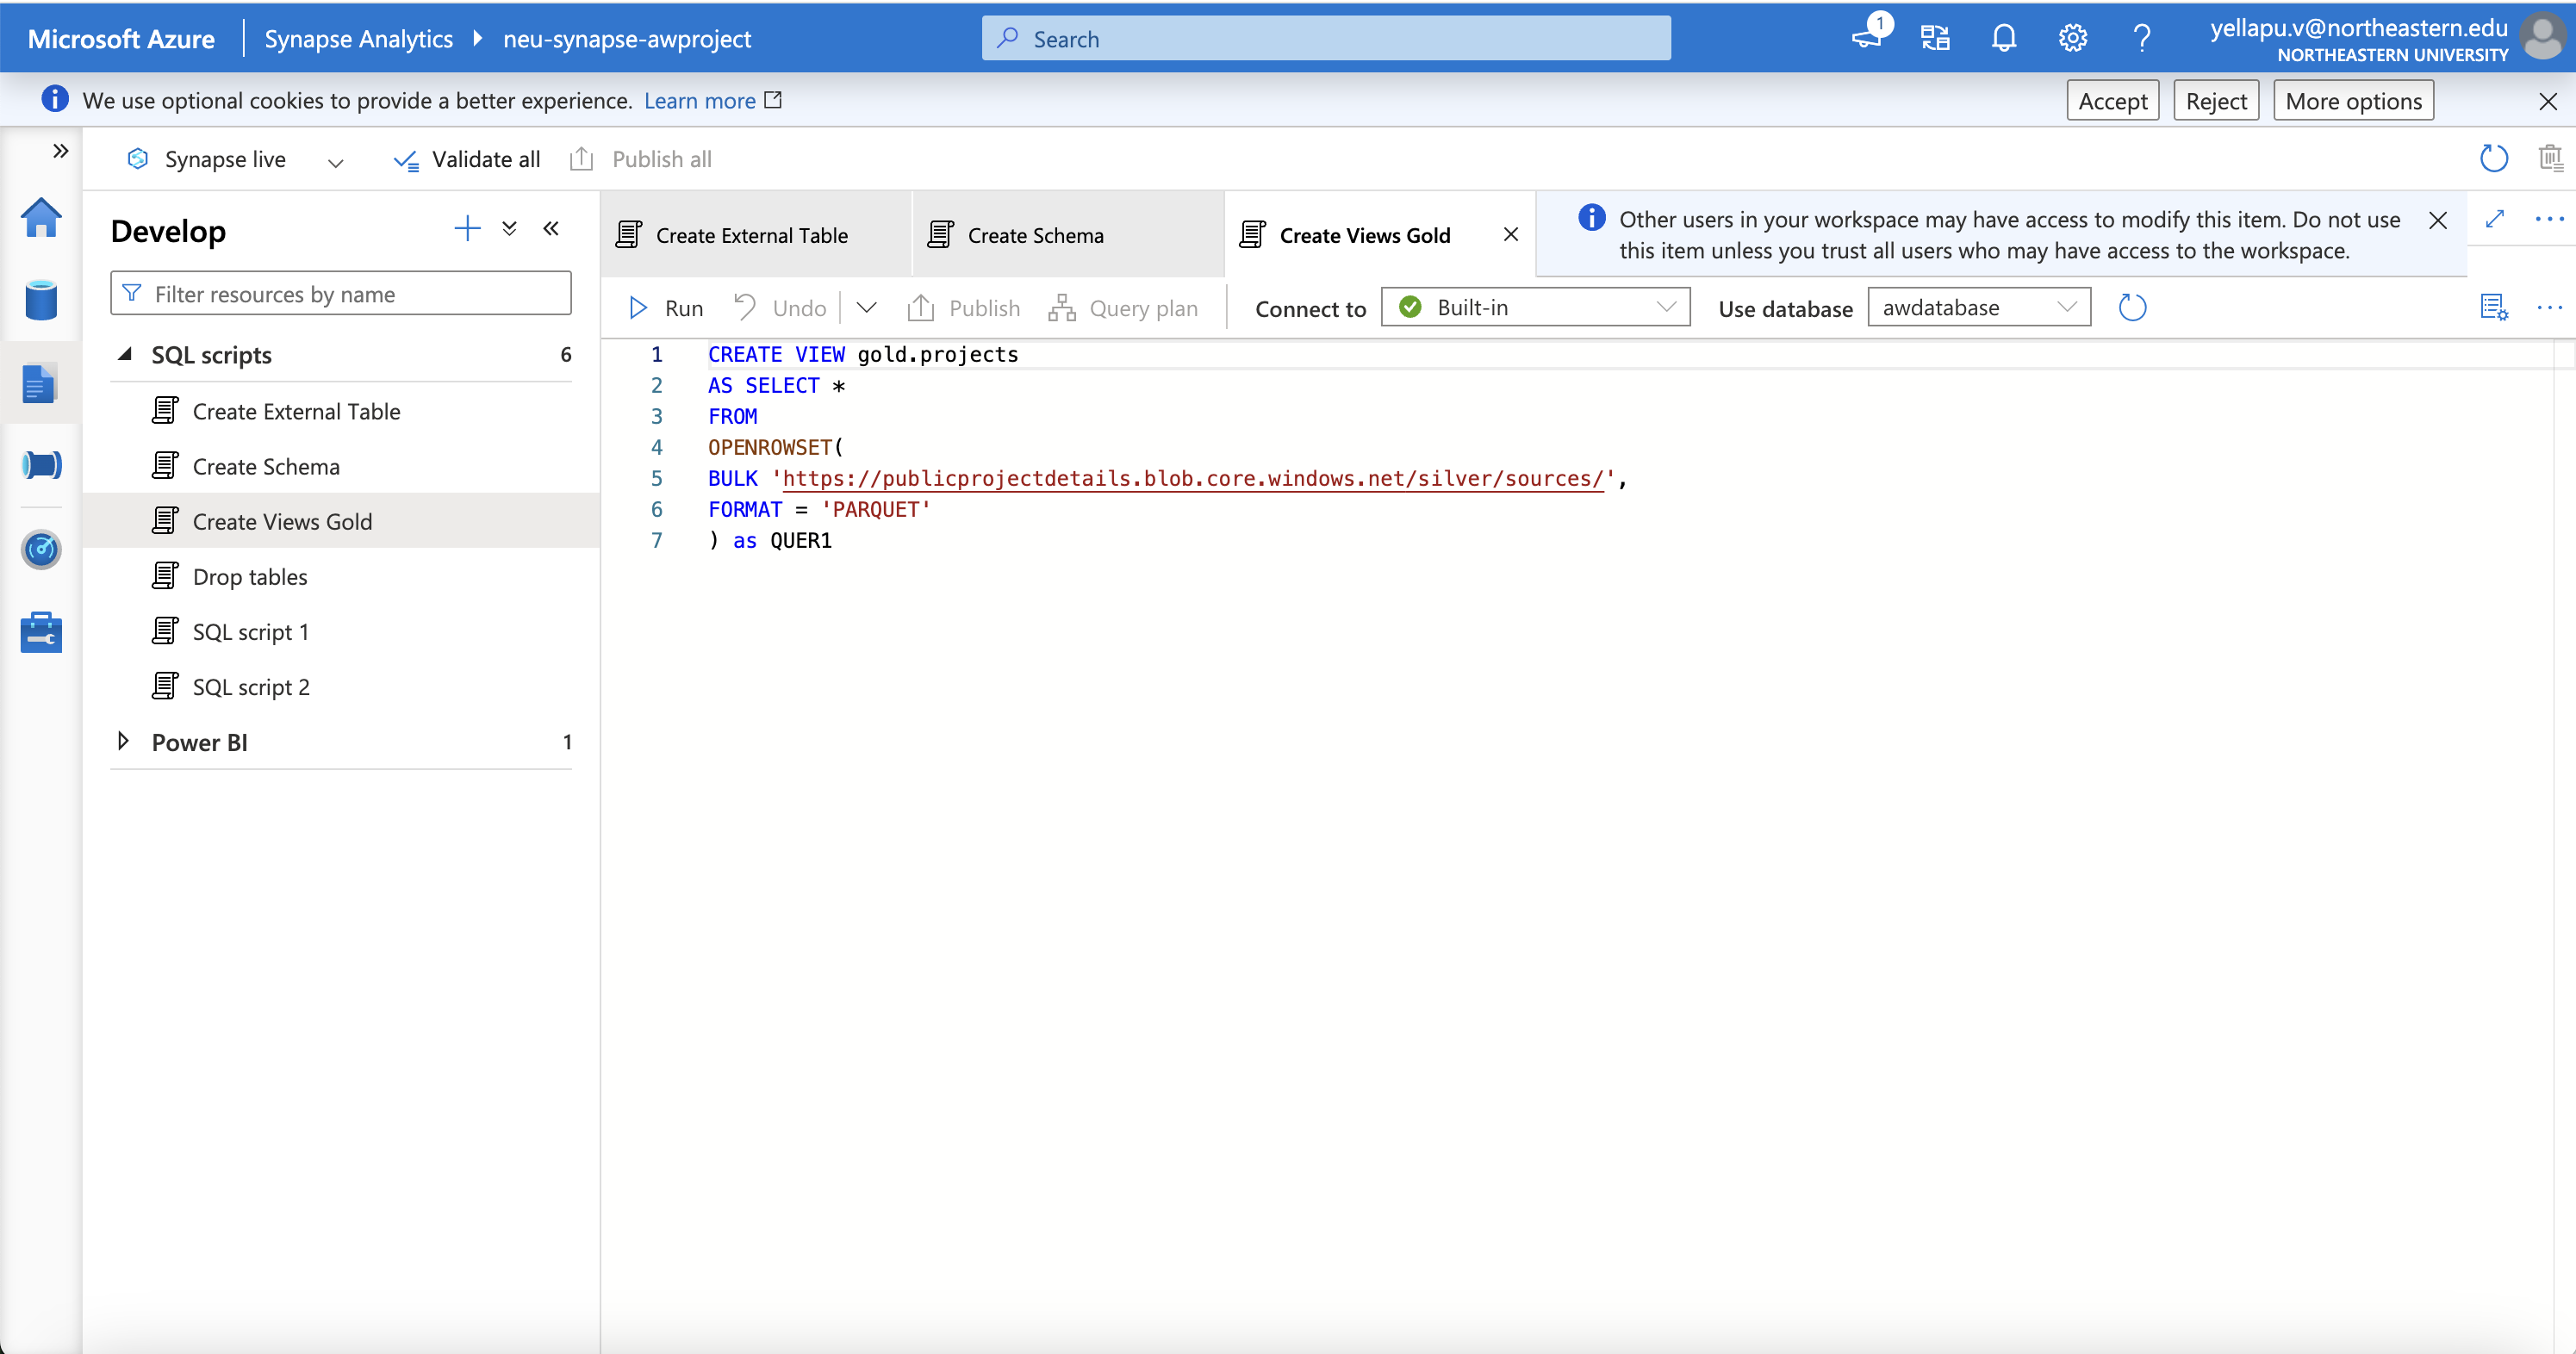 Microsoft Azure
Synapse Analytics
neu-synapse-awproject
Search
1
yellapu.v@northeastern.edu
NORTHEASTERN UNIVERSITY
We use optional cookies to provide a better experience. Learn more
Accept
Reject
More options
Synapse live
Validate all
Publish all
Develop
Filter resources by name
SQL scripts 6
Create External Table
Create Schema
Create Views Gold
Drop tables
SQL script 1
SQL script 2
Power BI 1
Create External Table
Create Schema
Create Views Gold
Other users in your workspace may have access to modify this item. Do not use
this item unless you trust all users who may have access to the workspace.
Run
Undo
Publish
Query plan
Connect to
Built-in
Use database
awdatabase
1 CREATE VIEW gold.projects
2 AS SELECT *
3 FROM
4 OPENROWSET(
5 BULK 'https://publicprojectdetails.blob.core.windows.net/silver/sources/',
6 FORMAT = 'PARQUET'
7 ) as QUER1